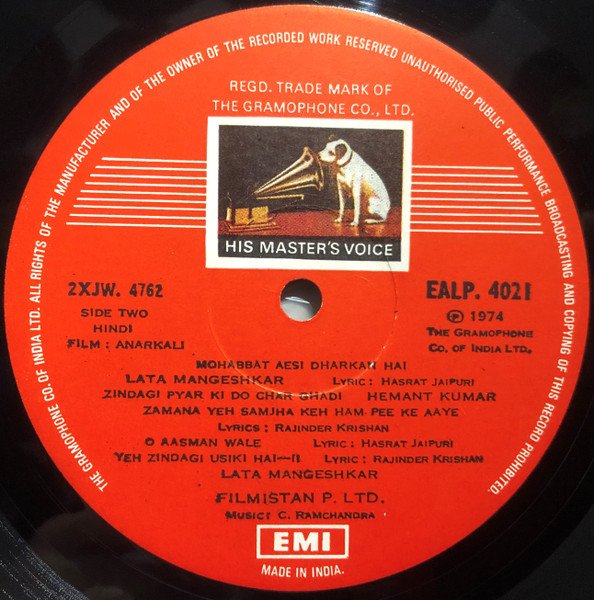 THE GRAMOPHONE CO. OF INDIA LTD. ALL RIGHTS OF THE MANUFACTURER AND OF THE OWNER OF THE RECORDED WORK RESERVED UNAUTHORISED PUBLIC PERFORMANCE BROADCASTING AND COPYING OF THIS RECORD PROHIBITED.
REGD. TRADE MARK OF
THE GRAMOPHONE CO., LTD.
HIS MASTER'S VOICE
2XJW. 4762
SIDE TWO
HINDI
FILM : ANARKALI
EALP. 4021
℗ 1974
THE GRAMOPHONE
CO. OF INDIA LTD.
MOHABBAT AESI DHARKAN HAI
LATA MANGESHKAR LYRIC : HASRAT JAIPURI
ZINDAGI PYAR KI DO CHAR GHADI HEMANT KUMAR
ZAMANA YEH SAMJHA KEH HAM PEE KE AAYE
LYRICS : RAJINDER KRISHAN
O AASMAN WALE LYRIC : HASRAT JAIPURI
YEH ZINDAGI USIKI HAI—II LYRIC : RAJINDER KRISHAN
LATA MANGESHKAR
FILMISTAN P. LTD.
MUSIC: C. RAMCHANDRA
EMI
MADE IN INDIA.